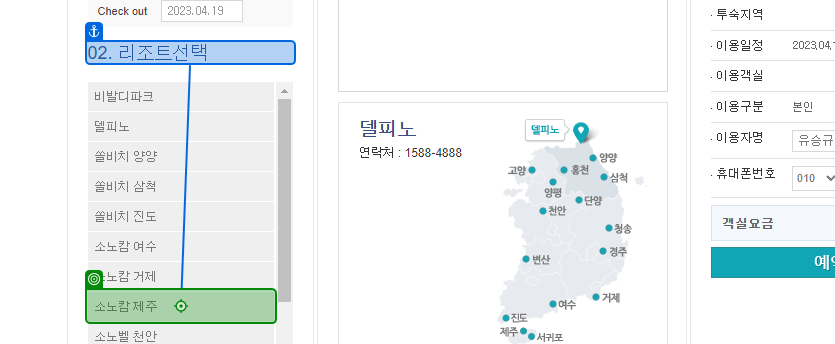 Check out 2023.04.19
02. 리조트선택
비발디파크
델피노
쏠비치 양양
쏠비치 삼척
쏠비치 진도
소노캄 여수
소노캄 거제
소노캄 제주
소노벨 천안
델피노
연락처 : 1588-4888
델피노
양양
고양
홍천
삼척
양평
단양
천안
청송
경주
변산
거제
여수
진도
제주
서귀포
· 투숙지역
· 이용일정 2023.04.1
· 이용객실
· 이용구분 본인
· 이용자명 유승규
· 휴대폰번호 010
객실요금
예약